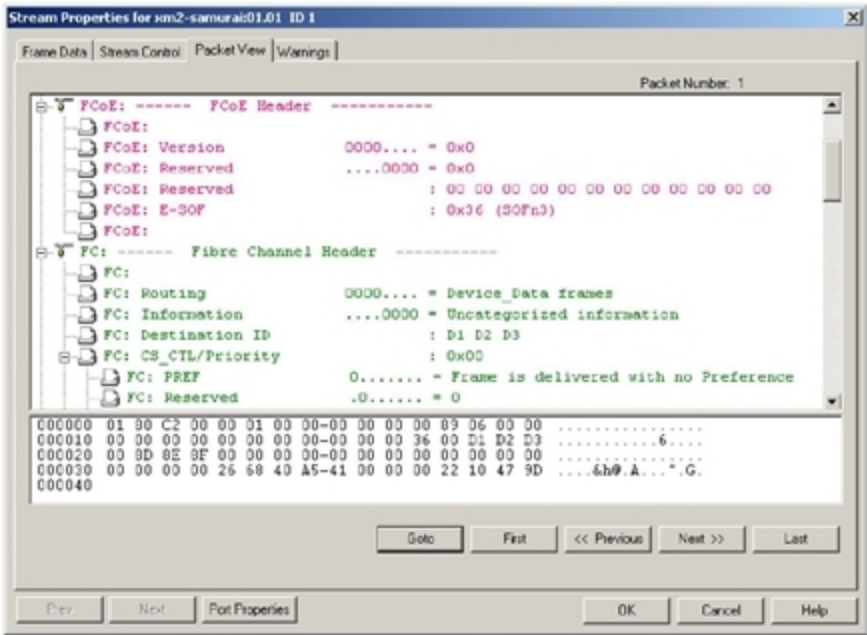 Stream Properties for xm2-samurai:01.01 ID 1
Frame Data Stream Control Packet View Warnings
Packet Number: 1
FCoE: ------ FCoE Header -----------
FCoE:
FCoE: Version 0000.... = 0x0
FCoE: Reserved ....0000 = 0x0
FCoE: Reserved : 00 00 00 00 00 00 00 00 00 00 00 00
FCoE: E-SOF : 0x36 (SOFn3)
FCoE:
FC: ------ Fibre Channel Header -----------
FC:
FC: Routing 0000.... = Device_Data frames
FC: Information ....0000 = Uncategorized information
FC: Destination ID : D1 D2 D3
FC: CS_CTL/Priority : 0x00
FC: PREF 0....... = Frame is delivered with no Preference
FC: Reserved .0...... = 0
000000 01 80 C2 00 00 01 00 00-00 00 00 00 89 06 00 00 ................
000010 00 00 00 00 00 00 00 00-00 00 00 36 00 D1 D2 D3 ...........6....
000020 00 8D 8E 8F 00 00 00 00-00 00 00 00 00 00 00 00 ................
000030 00 00 00 00 26 68 40 A5-41 00 00 00 22 10 47 9D ....&h@.A...".G.
000040
Goto First << Previous Next >> Last
Prev Next Port Properties OK Cancel Help